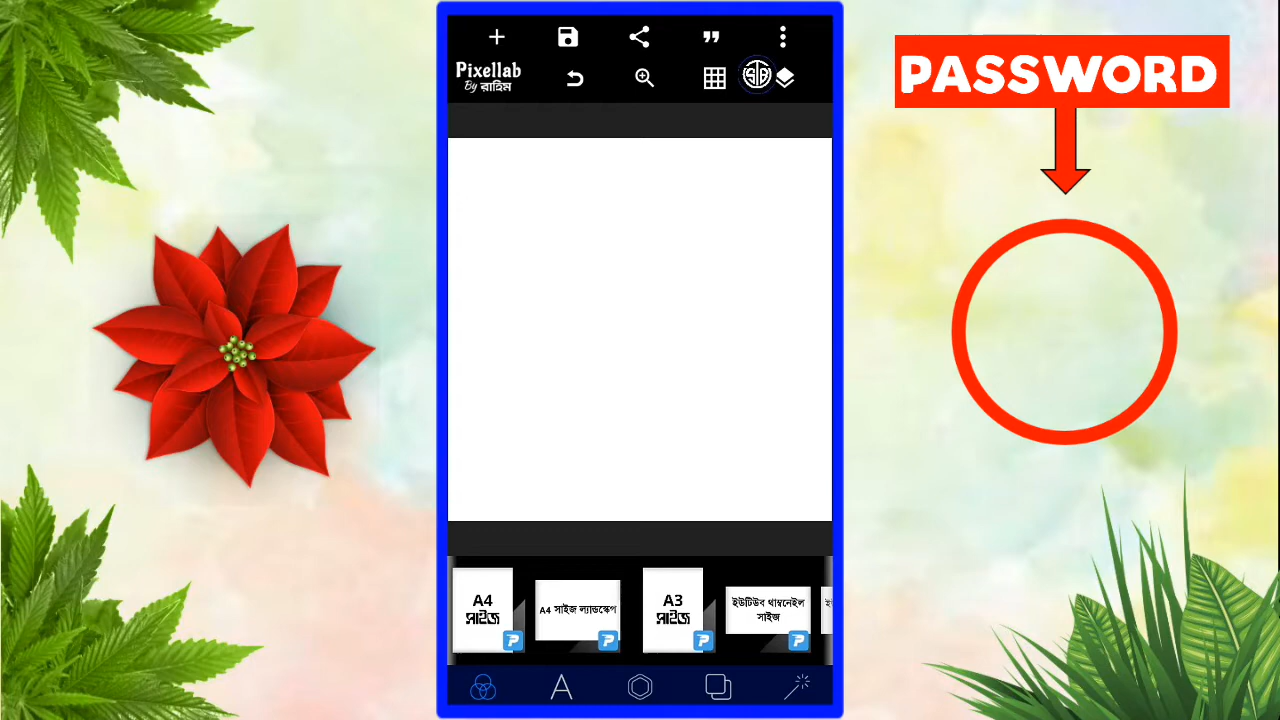 PASSWORD
Pixellab
By রাহিম
A4
সাইজ
A4 সাইজ ল্যান্ডস্কেপ
A3
সাইজ
ইউটিউব থাম্বনেইল
সাইজ